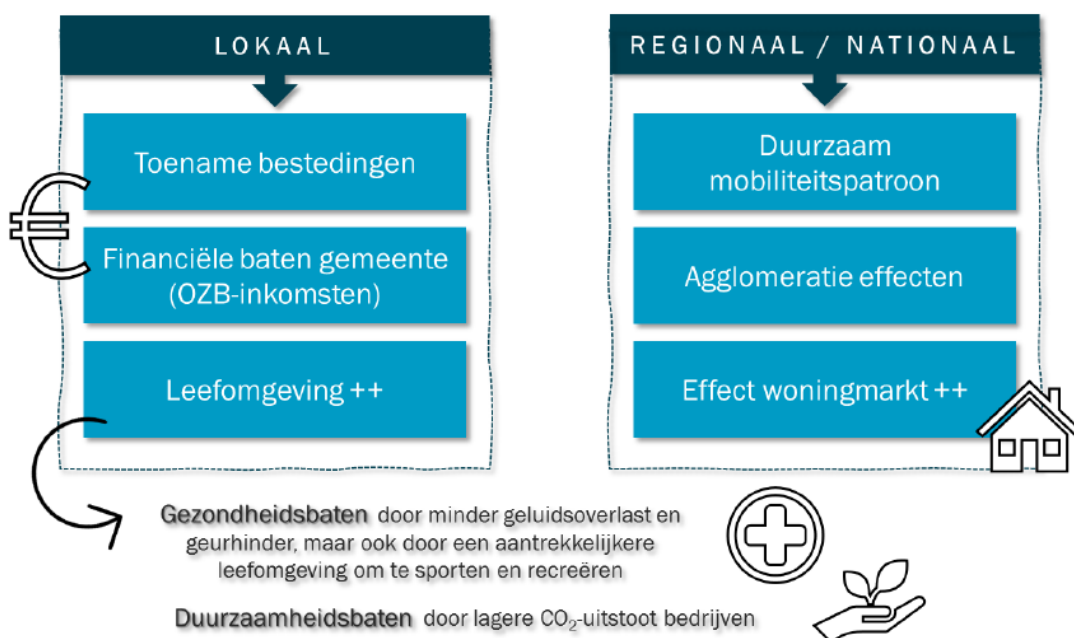 LOKAAL
Toename bestedingen
Financiële baten gemeente
(OZB-inkomsten)
Leefomgeving ++
REGIONAAL / NATIONAAL
Duurzaam
mobiliteitspatroon
Agglomeratie effecten
Effect woningmarkt ++
Gezondheidsbaten door minder geluidsoverlast en
geurhinder, maar ook door een aantrekkelijkere
leefomgeving om te sporten en recreëren
Duurzaamheidsbaten door lagere CO₂-uitstoot bedrijven